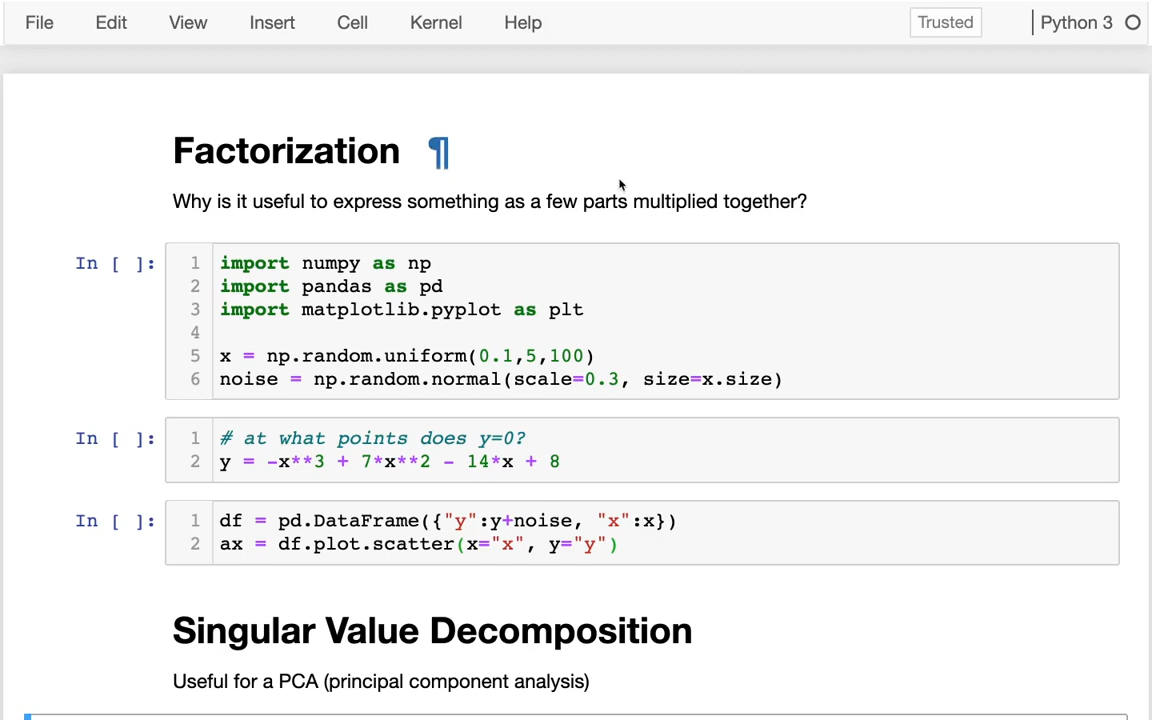 File Edit View Insert Cell Kernel Help Trusted Python 3
Factorization ¶
Why is it useful to express something as a few parts multiplied together?
In [ ]:
1 import numpy as np
2 import pandas as pd
3 import matplotlib.pyplot as plt
4
5 x = np.random.uniform(0.1,5,100)
6 noise = np.random.normal(scale=0.3, size=x.size)
In [ ]:
1 # at what points does y=0?
2 y = -x**3 + 7*x**2 - 14*x + 8
In [ ]:
1 df = pd.DataFrame({"y":y+noise, "x":x})
2 ax = df.plot.scatter(x="x", y="y")
Singular Value Decomposition
Useful for a PCA (principal component analysis)